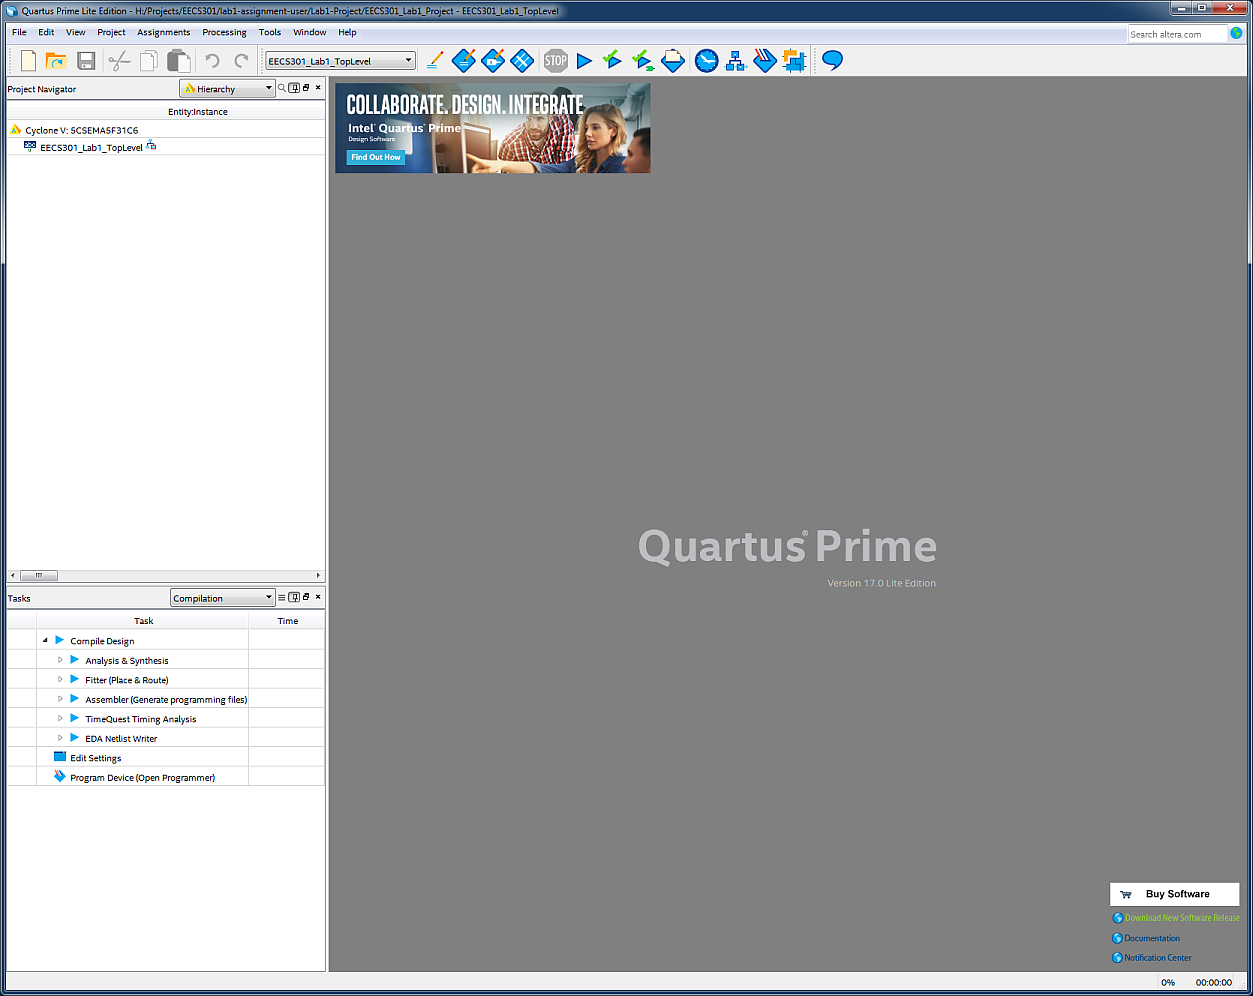 Quartus Prime Lite Edition - H:/Projects/EECS301/lab1-assignment-user/Lab1-Project/EECS301_Lab1_Project - EECS301_Lab1_TopLevel
File Edit View Project Assignments Processing Tools Window Help
Search altera.com
EECS301_Lab1_TopLevel
STOP
Project Navigator
Hierarchy
Entity:Instance
Cyclone V: 5CSEMA5F31C6
EECS301_Lab1_TopLevel
COLLABORATE. DESIGN. INTEGRATE
Intel® Quartus® Prime
Design Software
Find Out How
Quartus® Prime
Version 17.0 Lite Edition
Tasks
Compilation
Task Time
Compile Design
Analysis & Synthesis
Fitter (Place & Route)
Assembler (Generate programming files)
TimeQuest Timing Analysis
EDA Netlist Writer
Edit Settings
Program Device (Open Programmer)
Buy Software
Download New Software Release
Documentation
Notification Center
0% 00:00:00